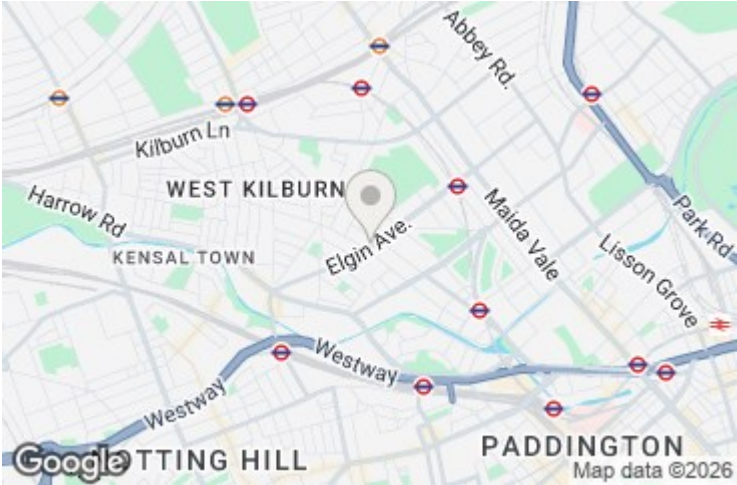 Abbey Rd.
Kilburn Ln
WEST KILBURN
Harrow Rd
Maida Vale
Park Rd
Elgin Ave.
KENSAL TOWN
Lisson Grove
Westway
Westway
PADDINGTON
Google
OTTING HILL
Map data ©2026